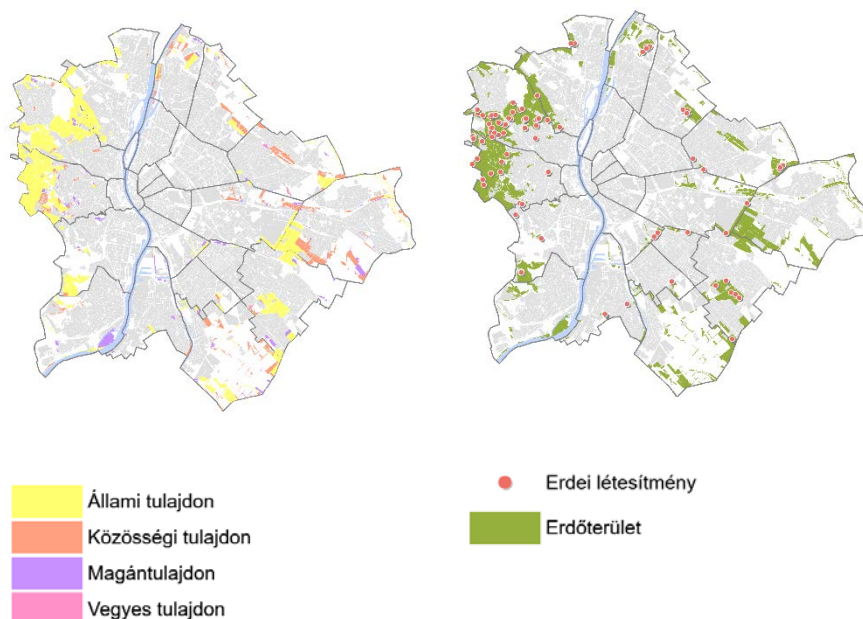 Állami tulajdon
Közösségi tulajdon
Magántulajdon
Vegyes tulajdon
Erdei létesítmény
Erdőterület